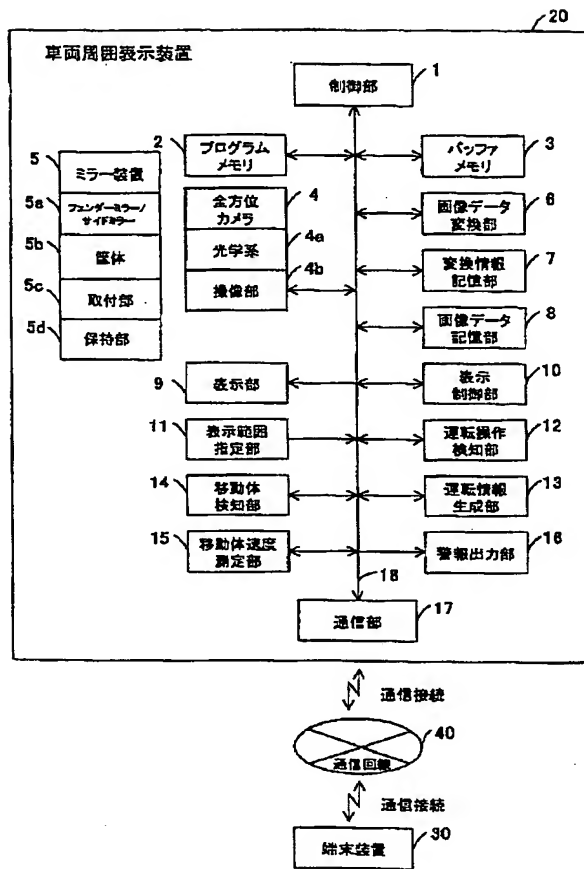 20
車両周囲表示装置
1
制御部
2
プログラム
メモリ
3
バッファ
メモリ
5
ミラー装置
5a
フェンダーミラー/
サイドミラー
5b
筐体
5c
取付部
5d
保持部
4
全方位
カメラ
4a
光学系
4b
撮像部
6
画像データ
変換部
7
変換情報
記憶部
8
画像データ
記憶部
9
表示部
10
表示
制御部
11
表示範囲
指定部
12
運転操作
検知部
14
移動体
検知部
13
運転情報
生成部
15
移動体速度
測定部
16
警報出力部
18
17
通信部
通信接続
40
通信回線
通信接続
30
端末装置